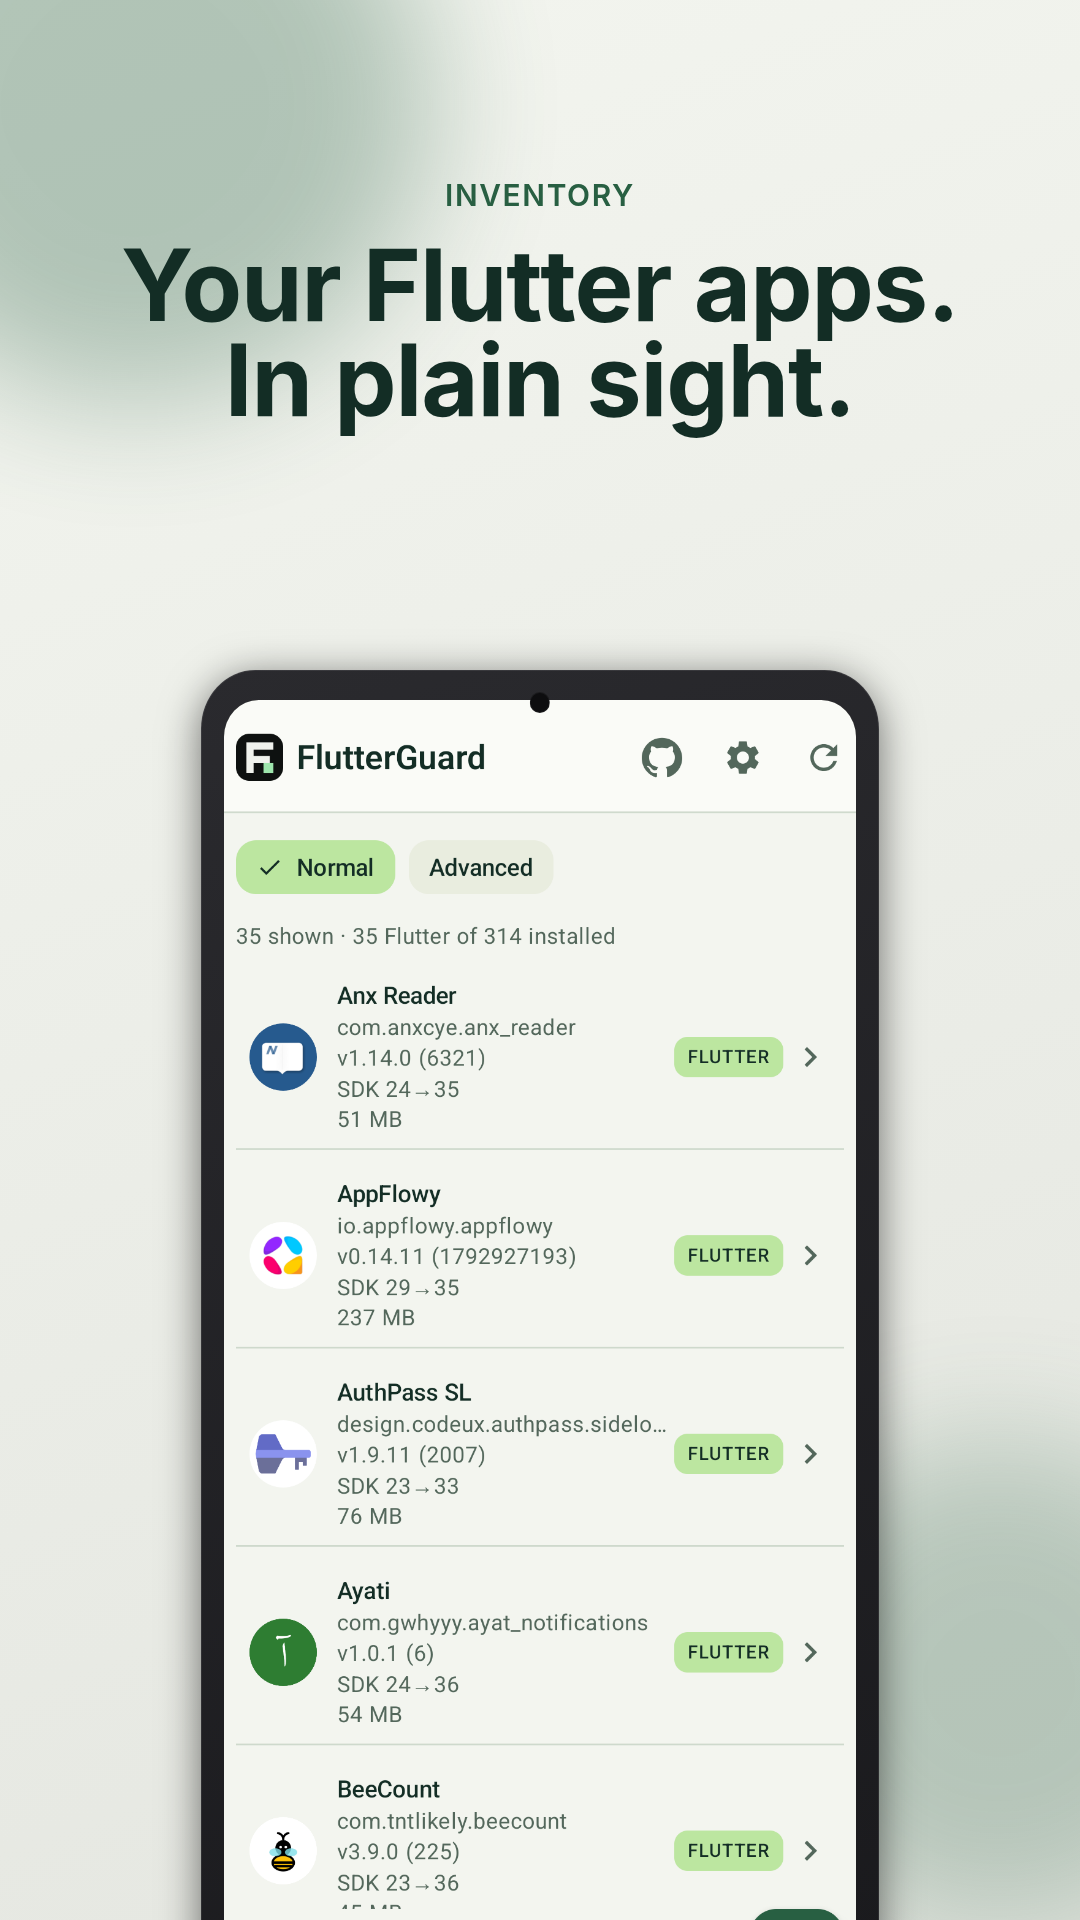 INVENTORY
Your Flutter apps.
In plain sight.
FlutterGuard
Normal
Advanced
35 shown · 35 Flutter of 314 installed
Anx Reader
com.anxcye.anx_reader
v1.14.0 (6321)
SDK 24→35
51 MB
FLUTTER
AppFlowy
io.appflowy.appflowy
v0.14.11 (1792927193)
SDK 29→35
237 MB
FLUTTER
AuthPass SL
design.codeux.authpass.sidelo...
v1.9.11 (2007)
SDK 23→33
76 MB
FLUTTER
Ayati
com.gwhyyy.ayat_notifications
v1.0.1 (6)
SDK 24→36
54 MB
FLUTTER
BeeCount
com.tntlikely.beecount
v3.9.0 (225)
SDK 23→36
FLUTTER